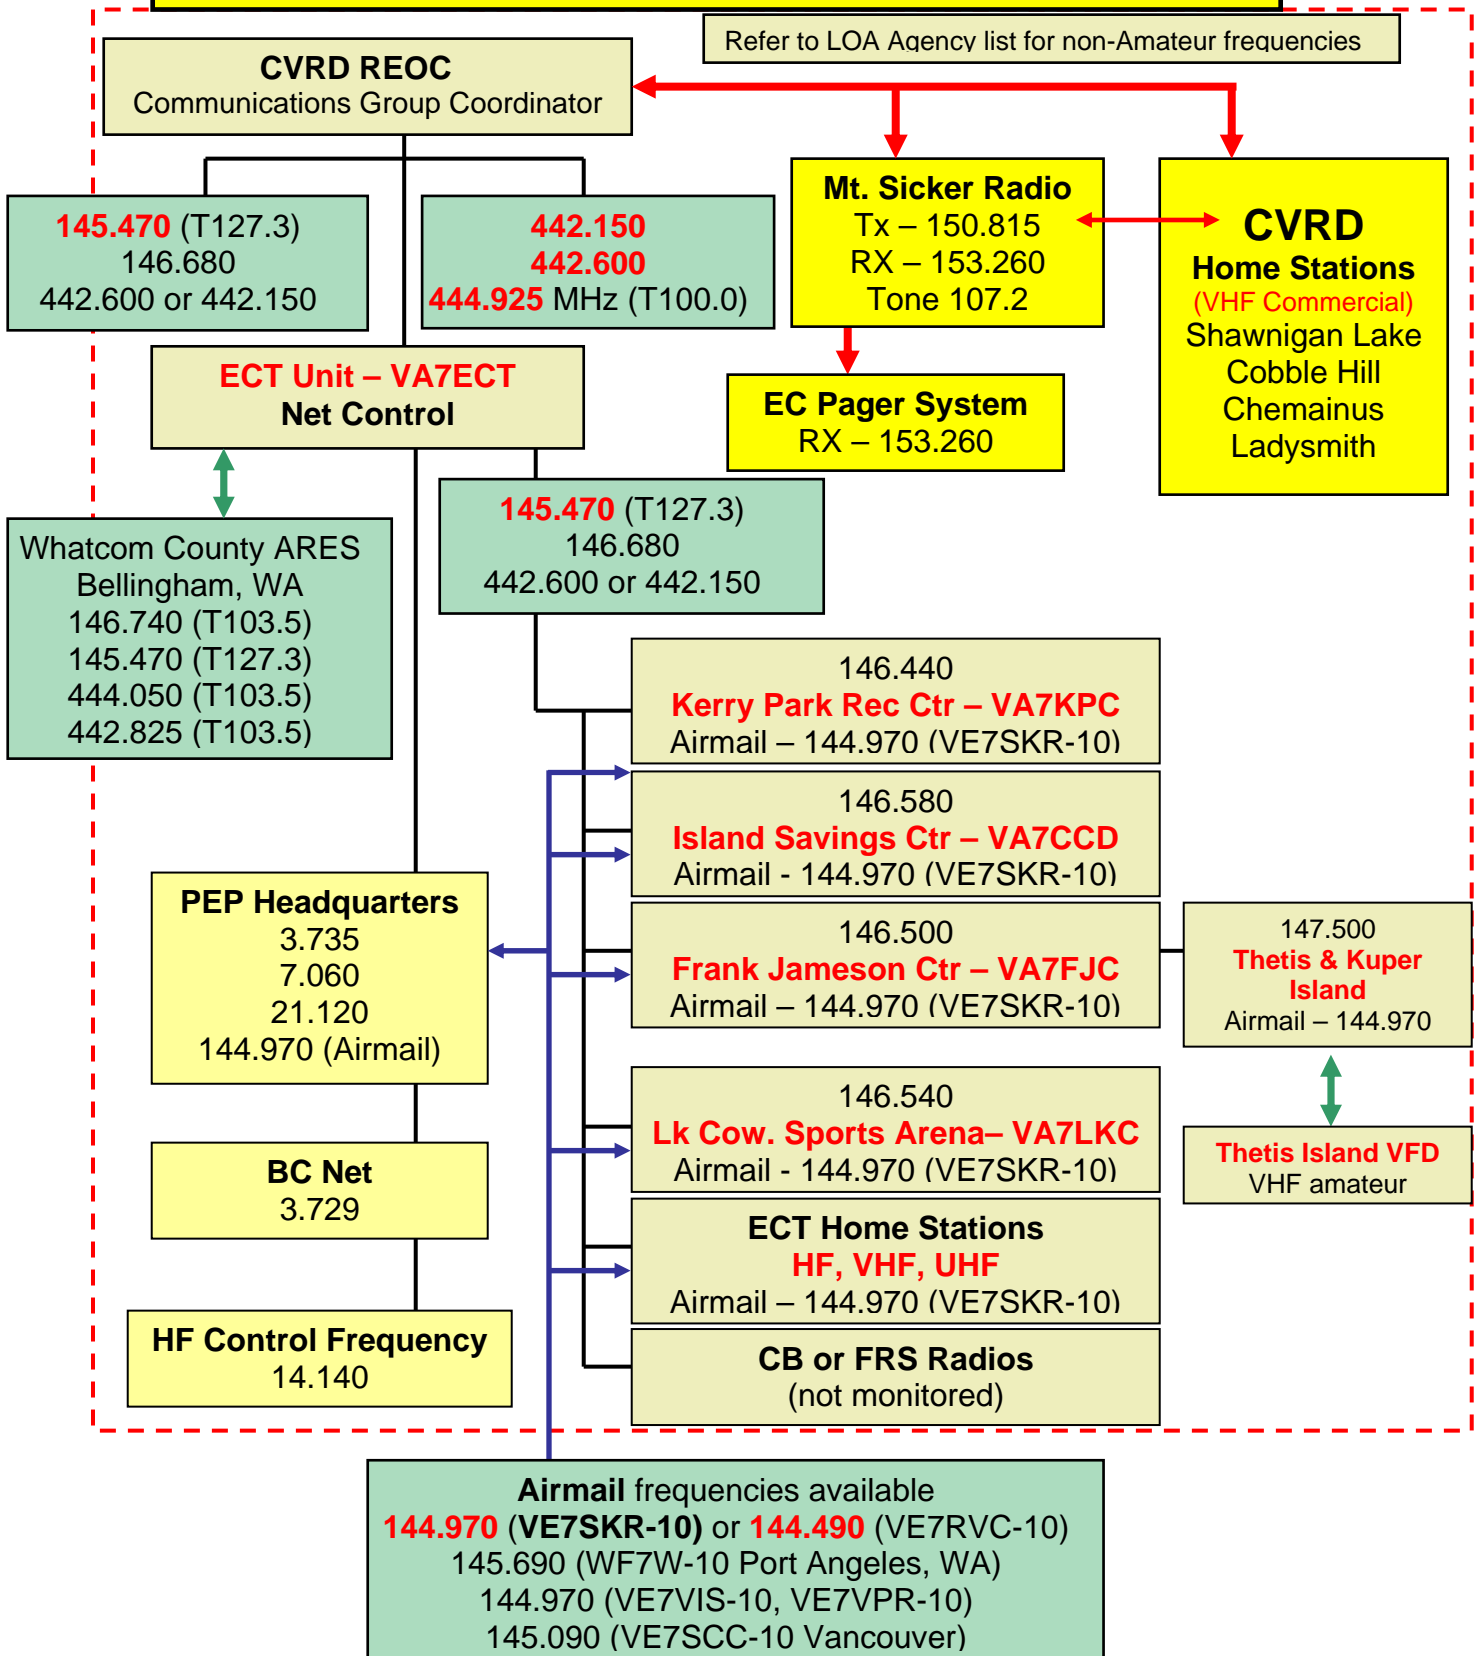 Refer to LOA Agency list for non-Amateur frequencies
CVRD REOC
Communications Group Coordinator
145.470 (T127.3)
146.680
442.600 or 442.150
442.150
442.600
444.925 MHz (T100.0)
Mt. Sicker Radio
Tx – 150.815
RX – 153.260
Tone 107.2
CVRD
Home Stations
(VHF Commercial)
Shawnigan Lake
Cobble Hill
Chemainus
Ladysmith
ECT Unit – VA7ECT
Net Control
EC Pager System
RX – 153.260
Whatcom County ARES
Bellingham, WA
146.740 (T103.5)
145.470 (T127.3)
444.050 (T103.5)
442.825 (T103.5)
145.470 (T127.3)
146.680
442.600 or 442.150
146.440
Kerry Park Rec Ctr – VA7KPC
Airmail – 144.970 (VE7SKR-10)
146.580
Island Savings Ctr – VA7CCD
Airmail - 144.970 (VE7SKR-10)
PEP Headquarters
3.735
7.060
21.120
144.970 (Airmail)
146.500
Frank Jameson Ctr – VA7FJC
Airmail – 144.970 (VE7SKR-10)
147.500
Thetis & Kuper
Island
Airmail – 144.970
146.540
Lk Cow. Sports Arena– VA7LKC
Airmail - 144.970 (VE7SKR-10)
Thetis Island VFD
VHF amateur
BC Net
3.729
ECT Home Stations
HF, VHF, UHF
Airmail – 144.970 (VE7SKR-10)
HF Control Frequency
14.140
CB or FRS Radios
(not monitored)
Airmail frequencies available
144.970 (VE7SKR-10) or 144.490 (VE7RVC-10)
145.690 (WF7W-10 Port Angeles, WA)
144.970 (VE7VIS-10, VE7VPR-10)
145.090 (VE7SCC-10 Vancouver)